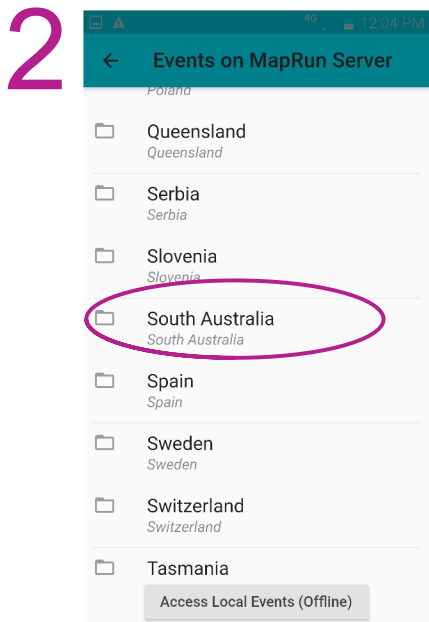 2
4G 12:04 PM
Events on MapRun Server
Poland
Queensland
Queensland
Serbia
Serbia
Slovenia
Slovenia
South Australia
South Australia
Spain
Spain
Sweden
Sweden
Switzerland
Switzerland
Tasmania
Access Local Events (Offline)